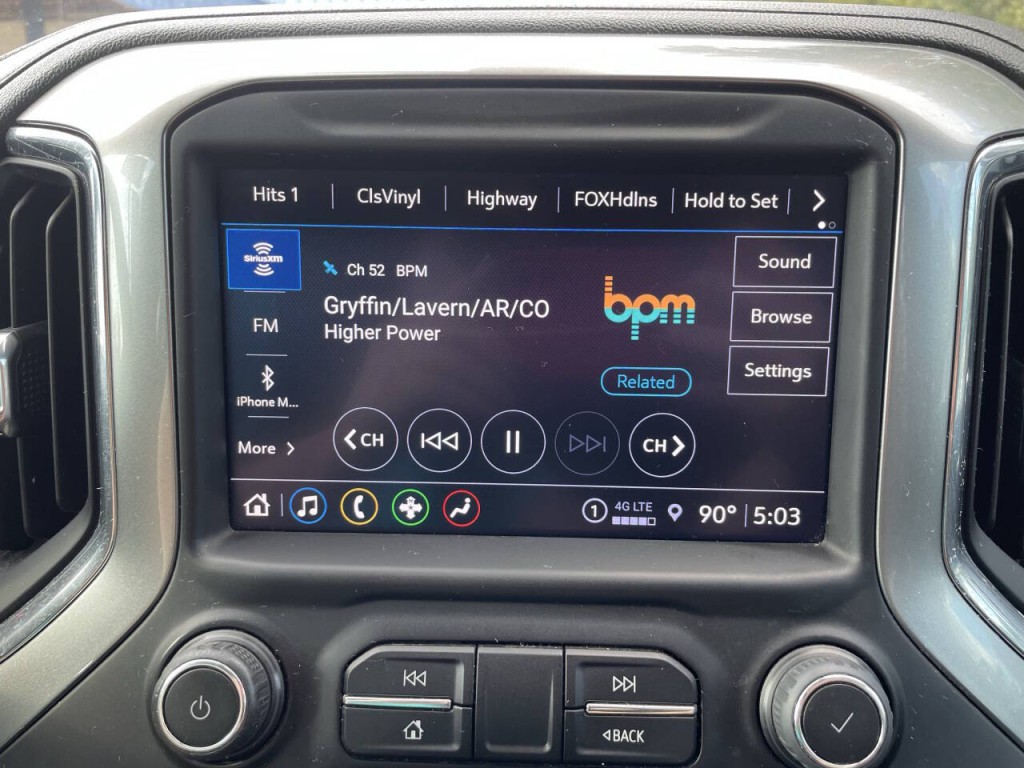 Hits 1 ClsVinyl Highway FOXHdlns Hold to Set
SiriusXM
Ch 52 BPM
Gryffin/Lavern/AR/CO
Higher Power
bpm
Related
Sound
Browse
Settings
FM
iPhone M...
More
CH
CH
1 4G LTE 90° 5:03
BACK